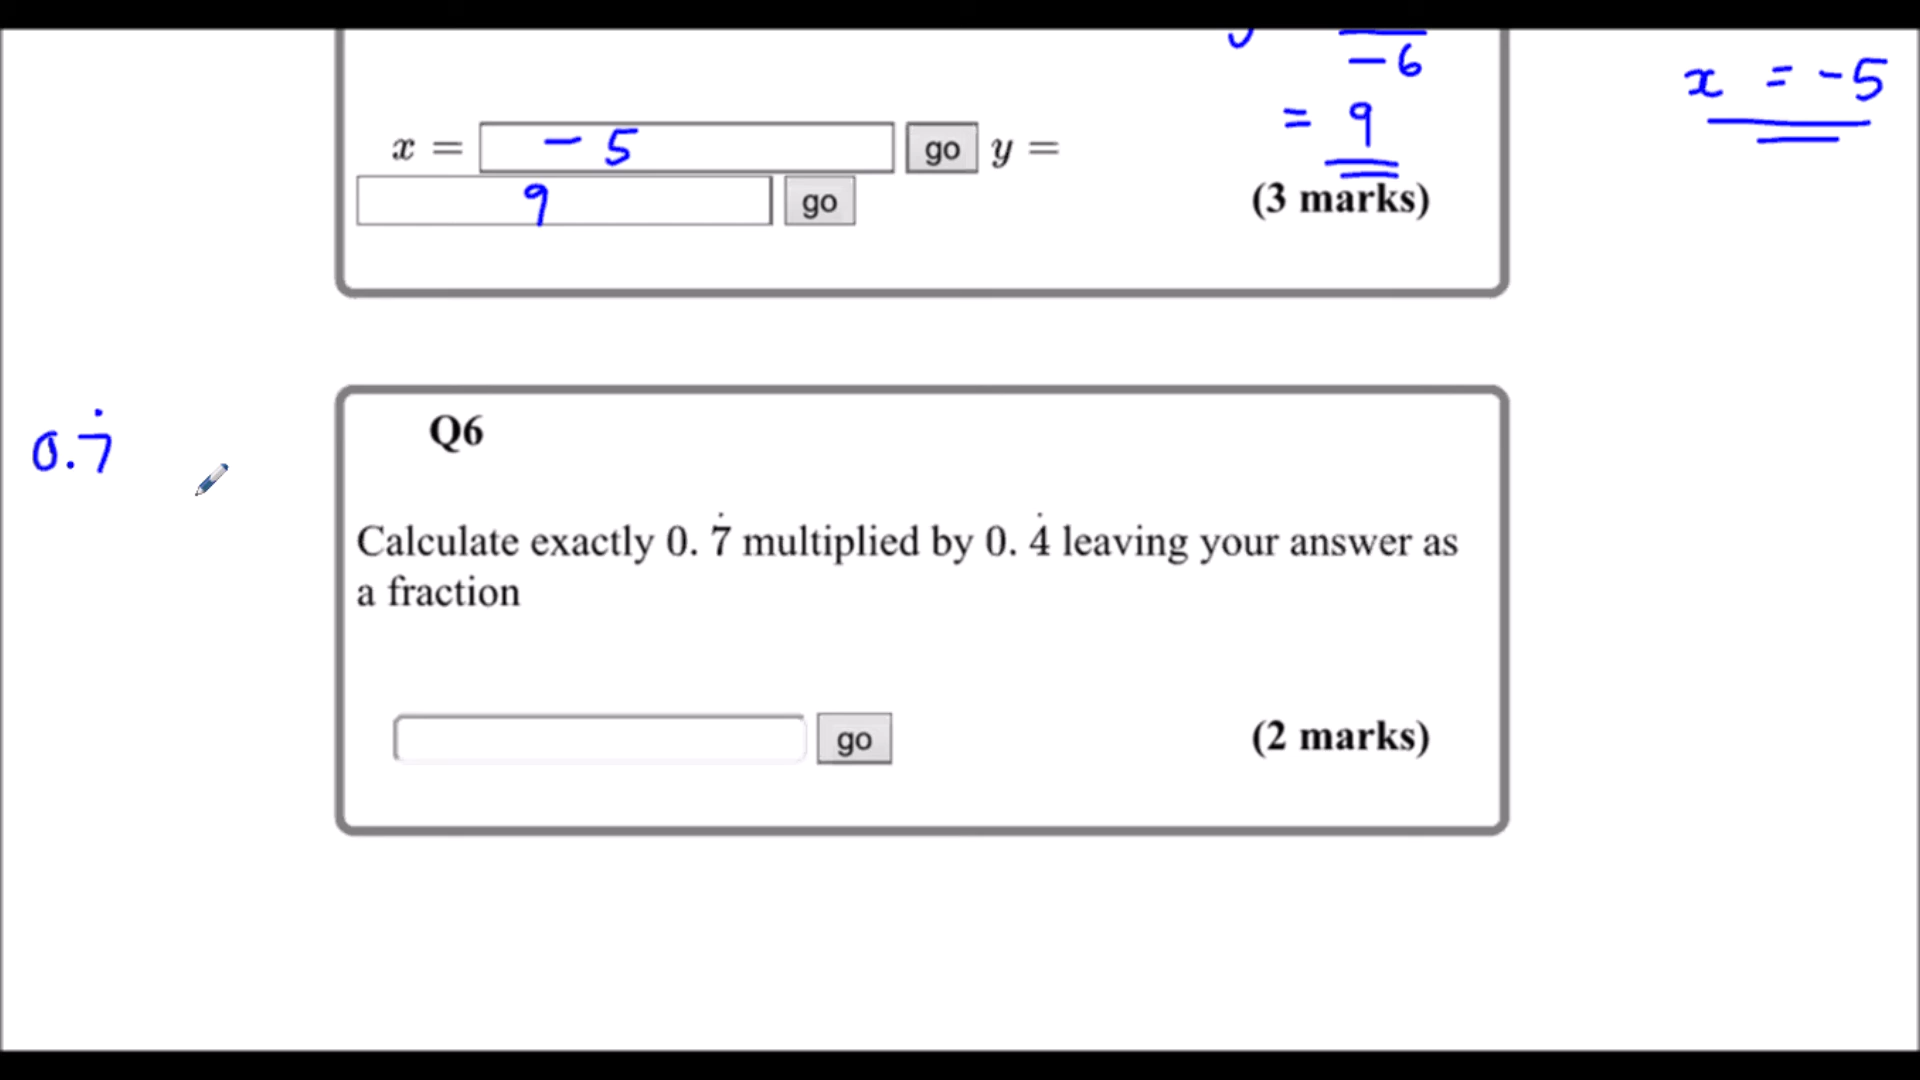 -6
x = -5
= 9
x = -5 go y =
9 go
(3 marks)
0.7̇
Q6
Calculate exactly 0. 7̇ multiplied by 0. 4̇ leaving your answer as
a fraction
go
(2 marks)